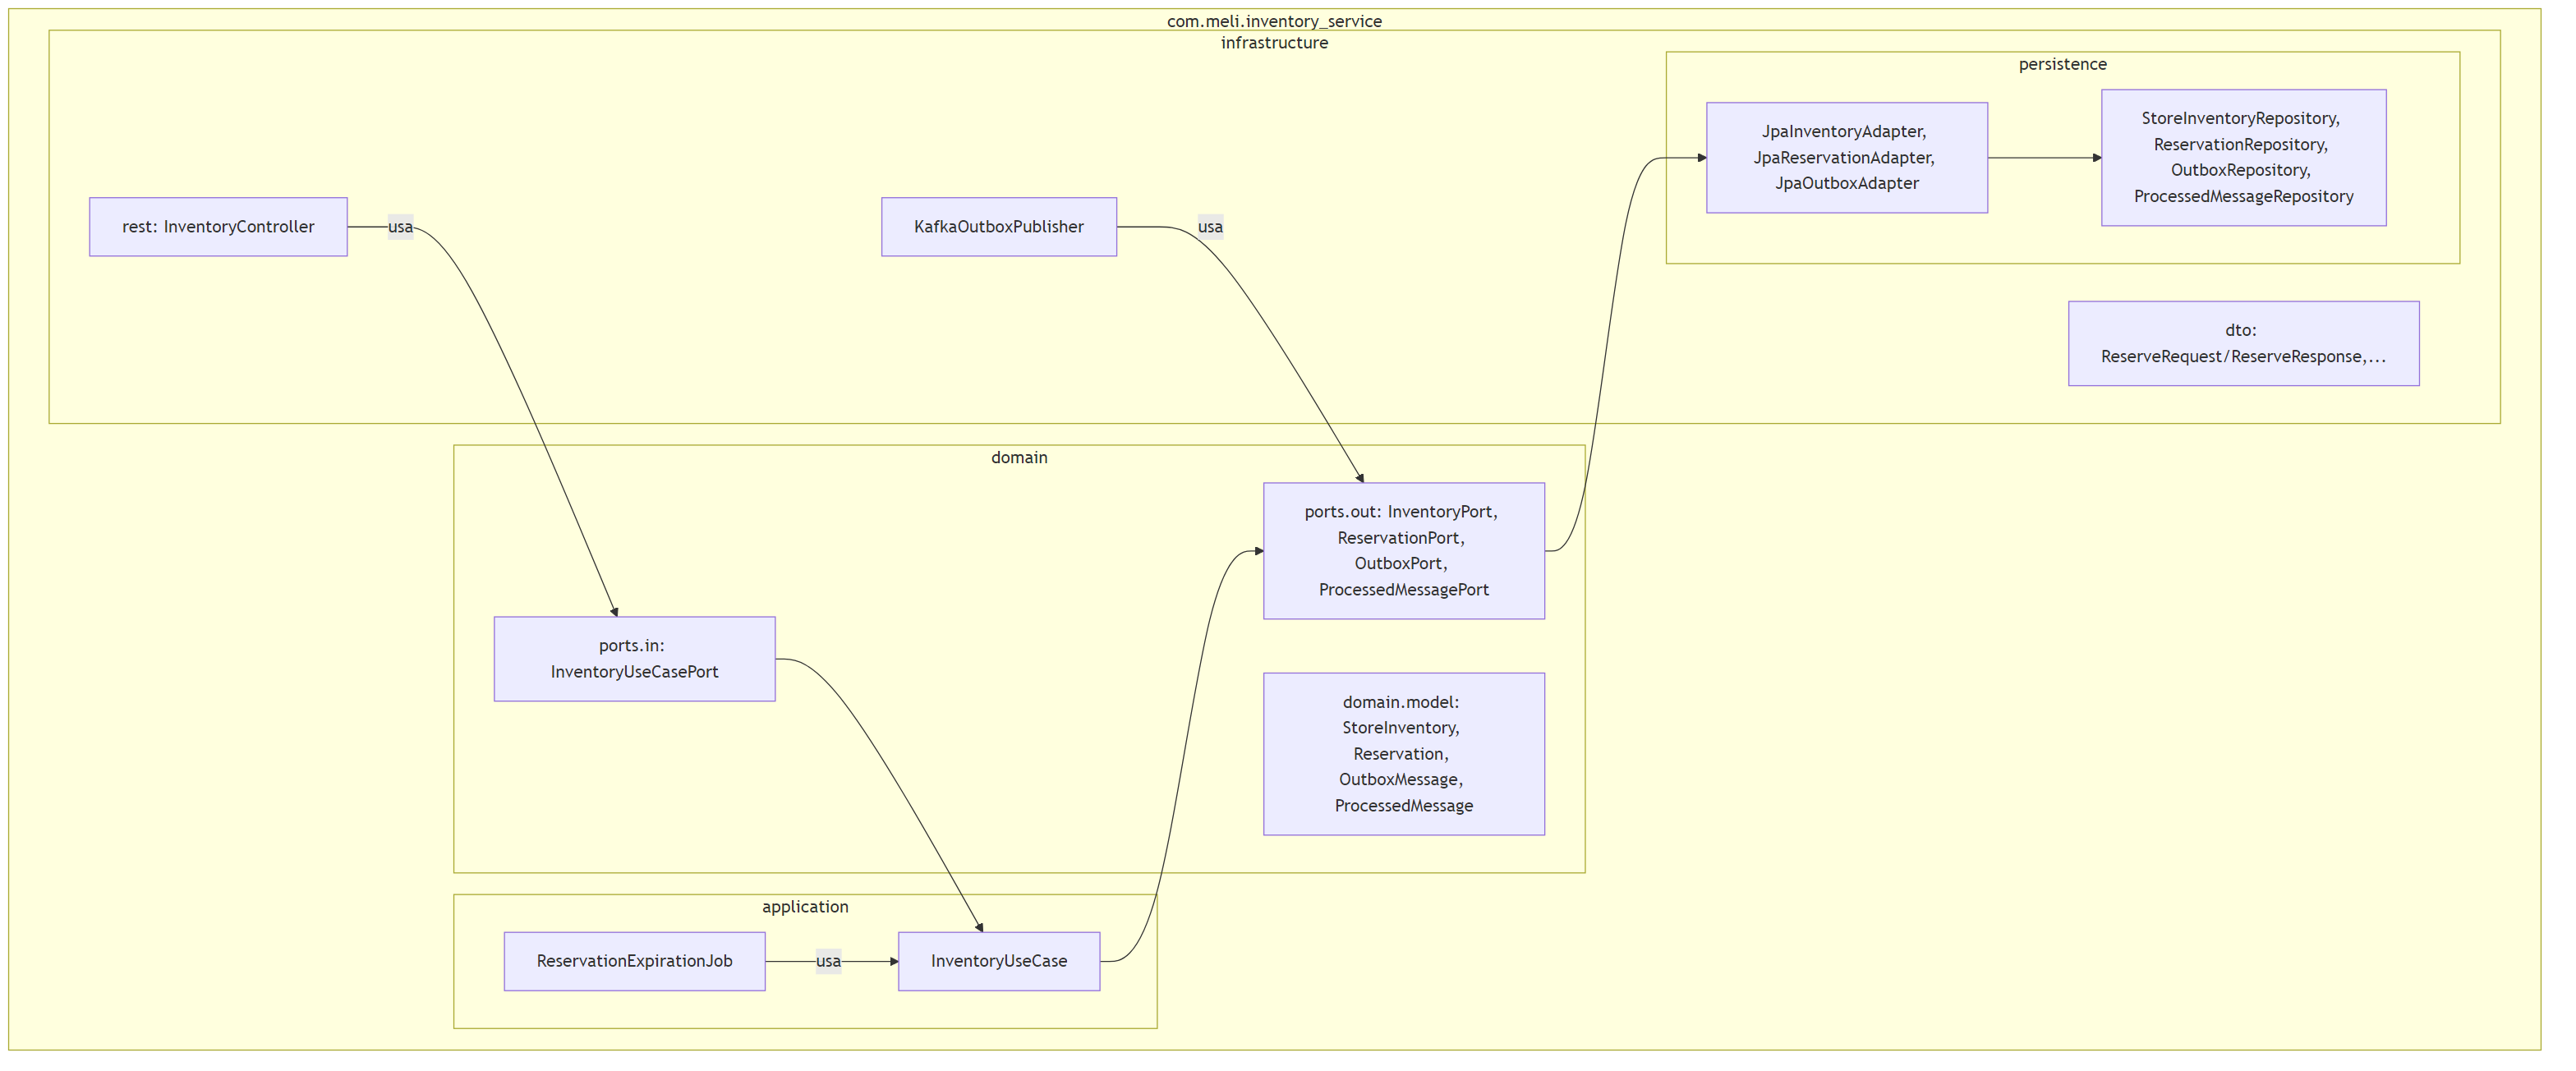 com.meli.inventory_service
infrastructure
persistence
JpaInventoryAdapter,
JpaReservationAdapter,
JpaOutboxAdapter
StoreInventoryRepository,
ReservationRepository,
OutboxRepository,
ProcessedMessageRepository
rest: InventoryController
usa
KafkaOutboxPublisher
usa
dto:
ReserveRequest/ReserveResponse,...
domain
ports.out: InventoryPort,
ReservationPort,
OutboxPort,
ProcessedMessagePort
ports.in:
InventoryUseCasePort
domain.model:
StoreInventory,
Reservation,
OutboxMessage,
ProcessedMessage
application
ReservationExpirationJob
usa
InventoryUseCase